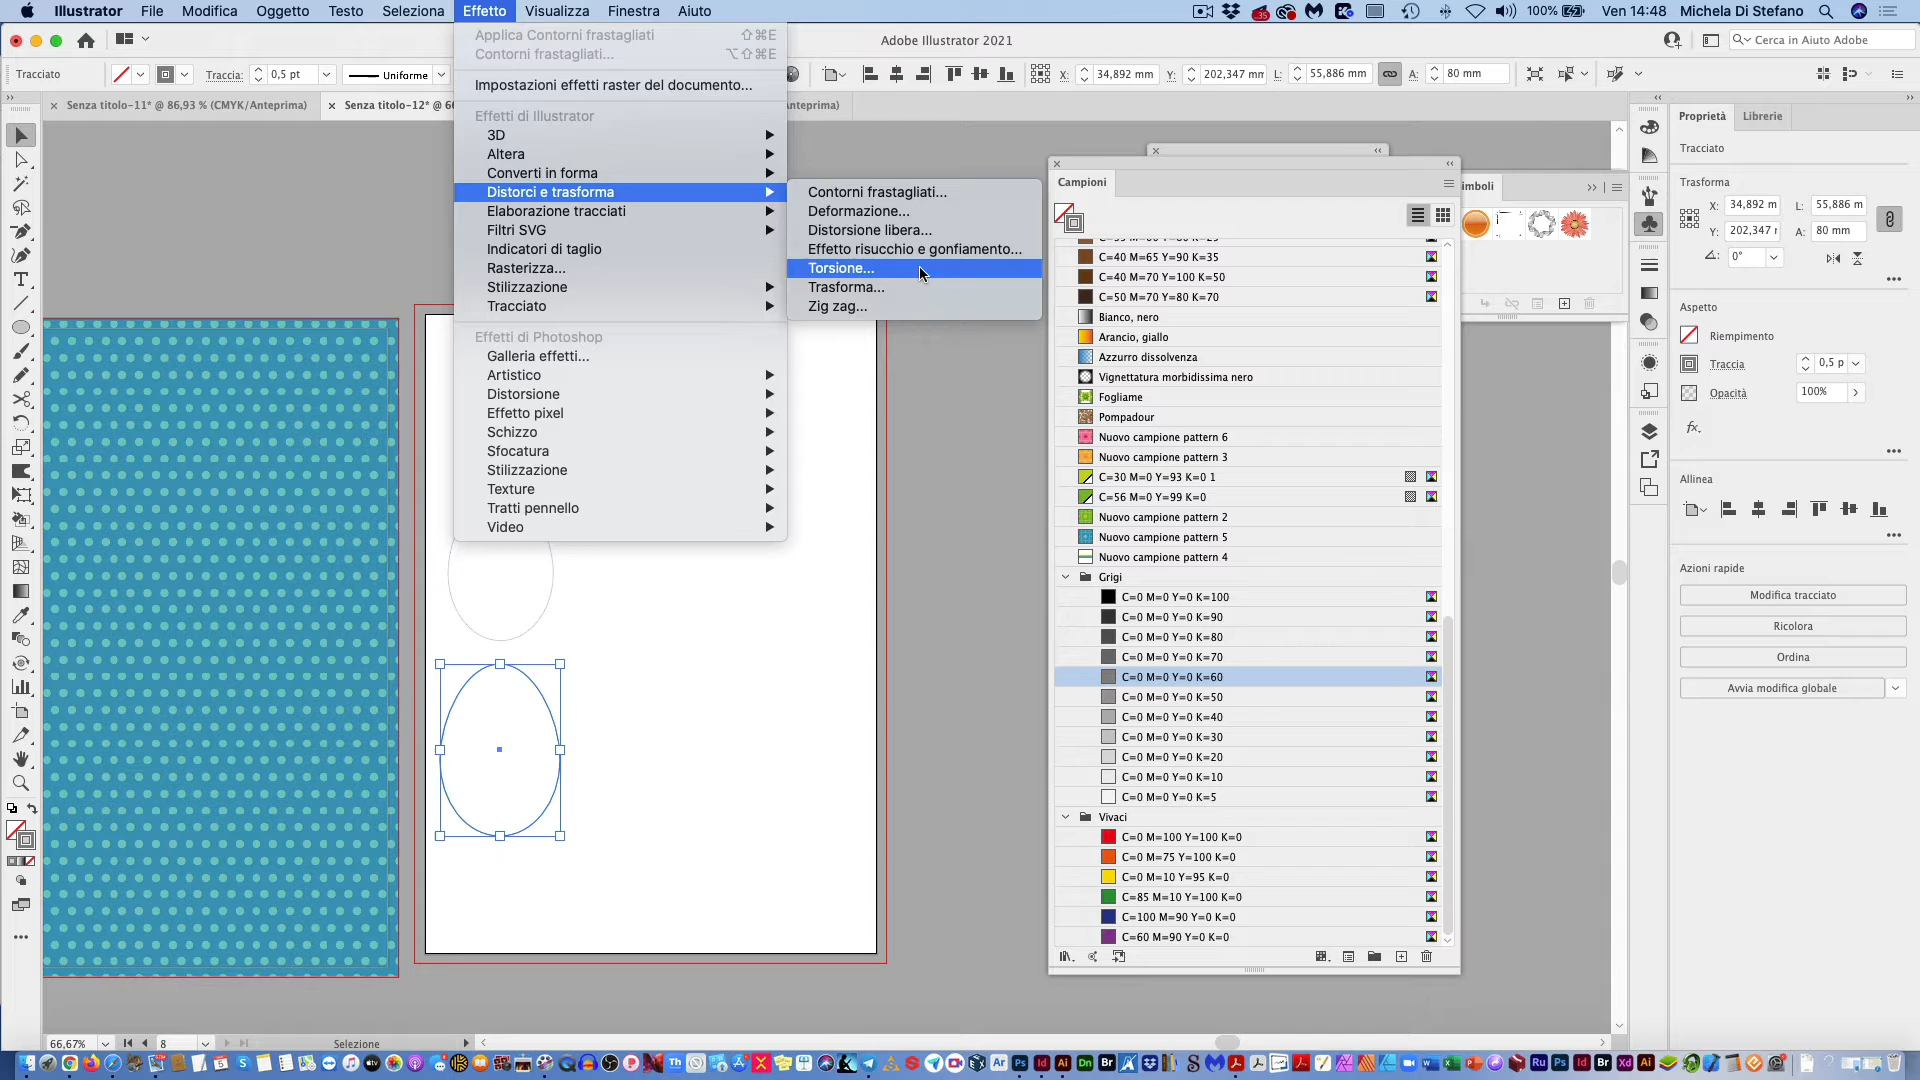 Illustrator File Modifica Oggetto Testo Seleziona Effetto Visualizza Finestra Aiuto
100% Ven 14:48 Michela Di Stefano
Adobe Illustrator 2021
Cerca in Aiuto Adobe
Tracciato
Traccia: 0,5 pt
Uniforme
X: 34,892 mm Y: 202,347 mm L: 55,886 mm A: 80 mm
Senza titolo-11* @ 86,93 % (CMYK/Anteprima)
Senza titolo-12* @ 66
nteprima)
Applica Contorni frastagliati ⇧⌘E
Contorni frastagliati... ⌥⇧⌘E
Impostazioni effetti raster del documento...
Effetti di Illustrator
3D
Altera
Converti in forma
Distorci e trasforma
Elaborazione tracciati
Filtri SVG
Indicatori di taglio
Rasterizza...
Stilizzazione
Tracciato
Effetti di Photoshop
Galleria effetti...
Artistico
Distorsione
Effetto pixel
Schizzo
Sfocatura
Stilizzazione
Texture
Tratti pennello
Video
Contorni frastagliati...
Deformazione...
Distorsione libera...
Effetto risucchio e gonfiamento...
Torsione...
Trasforma...
Zig zag...
Campioni
C=40 M=65 Y=90 K=35
C=40 M=70 Y=100 K=50
C=50 M=70 Y=80 K=70
Bianco, nero
Arancio, giallo
Azzurro dissolvenza
Vignettatura morbidissima nero
Fogliame
Pompadour
Nuovo campione pattern 6
Nuovo campione pattern 3
C=30 M=0 Y=93 K=0 1
C=56 M=0 Y=99 K=0
Nuovo campione pattern 2
Nuovo campione pattern 5
Nuovo campione pattern 4
Grigi
C=0 M=0 Y=0 K=100
C=0 M=0 Y=0 K=90
C=0 M=0 Y=0 K=80
C=0 M=0 Y=0 K=70
C=0 M=0 Y=0 K=60
C=0 M=0 Y=0 K=50
C=0 M=0 Y=0 K=40
C=0 M=0 Y=0 K=30
C=0 M=0 Y=0 K=20
C=0 M=0 Y=0 K=10
C=0 M=0 Y=0 K=5
Vivaci
C=0 M=100 Y=100 K=0
C=0 M=75 Y=100 K=0
C=0 M=10 Y=95 K=0
C=85 M=10 Y=100 K=0
C=100 M=90 Y=0 K=0
C=60 M=90 Y=0 K=0
imboli
Proprietà Librerie
Tracciato
Trasforma
X: 34,892 m L: 55,886 m
Y: 202,347 r A: 80 mm
0°
Aspetto
Riempimento
Traccia 0,5 p
Opacità 100%
fx.
Allinea
Azioni rapide
Modifica tracciato
Ricolora
Ordina
Avvia modifica globale
66,67% 8 Selezione